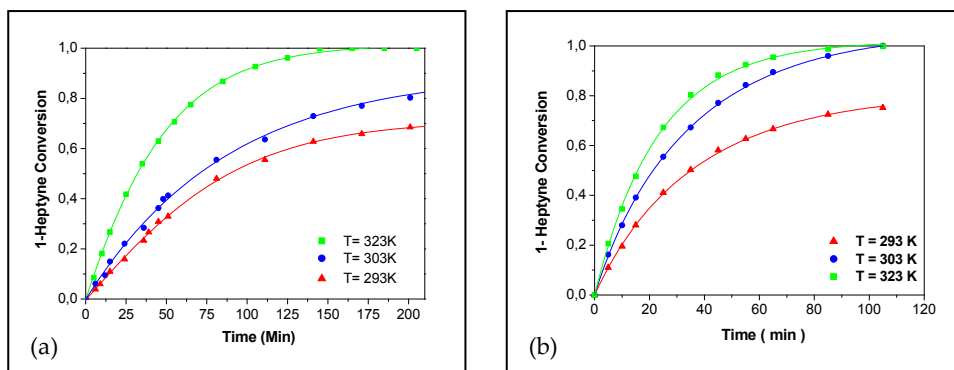 1,0
0,8
0,6
0,4
0,2
0,0
1-Heptyne Conversion
T= 323K
T= 303K
T= 293K
0 25 50 75 100 125 150 175 200
Time (Min)
(a)
1,0
0,8
0,6
0,4
0,2
0,0
1- Heptyne Conversion
T = 293 K
T = 303 K
T = 323 K
0 20 40 60 80 100 120
Time ( min )
(b)